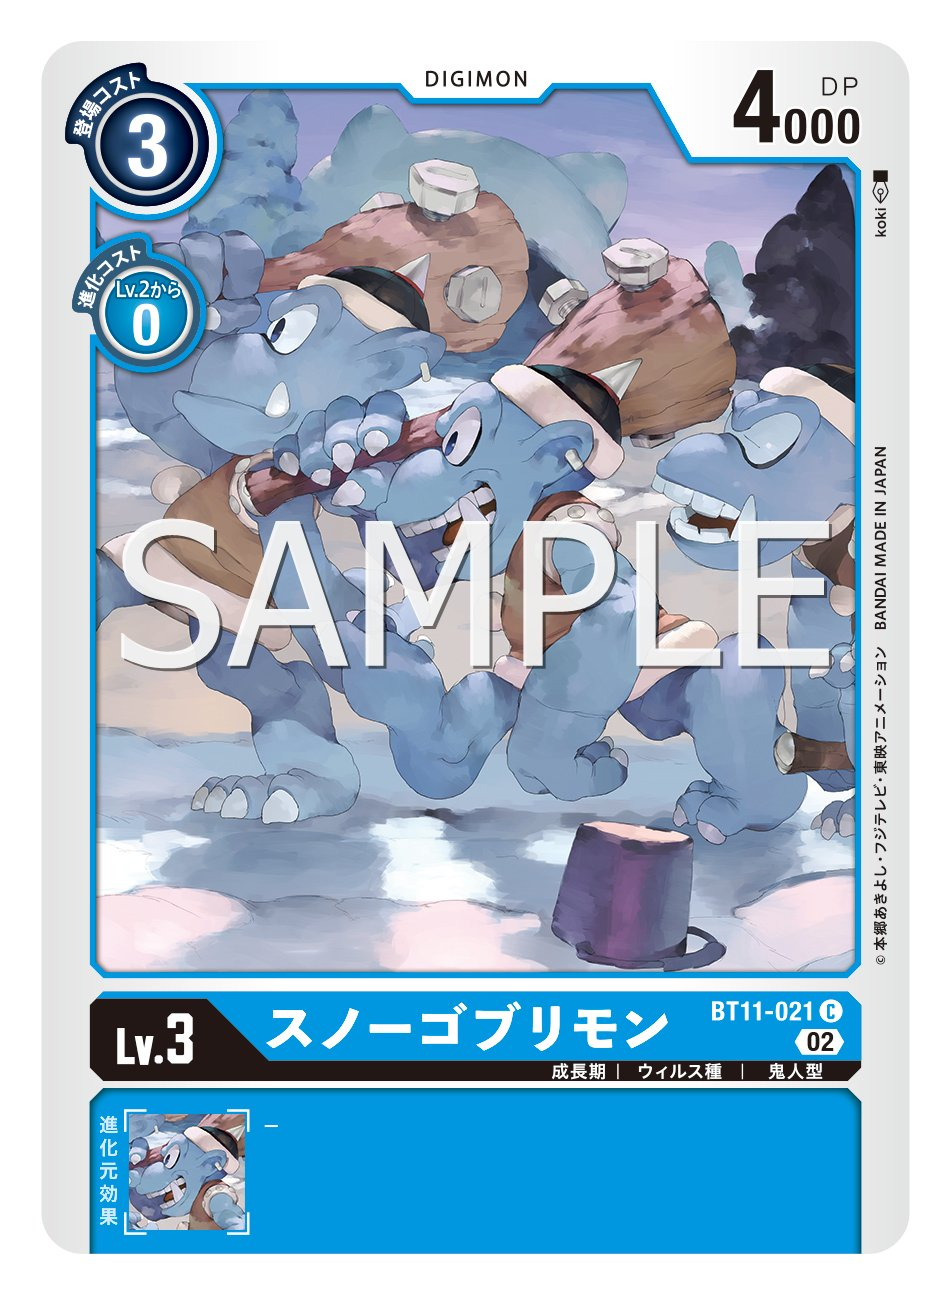 DIGIMON
登場コスト
3
DP
4000
進化コスト
Lv.2から
0
koki
SAMPLE
BANDAI MADE IN JAPAN
©本郷あきよし・フジテレビ・東映アニメーション
Lv.3
スノーゴブリモン
BT11-021 C
02
成長期 | ウィルス種 | 鬼人型
進化元効果
–